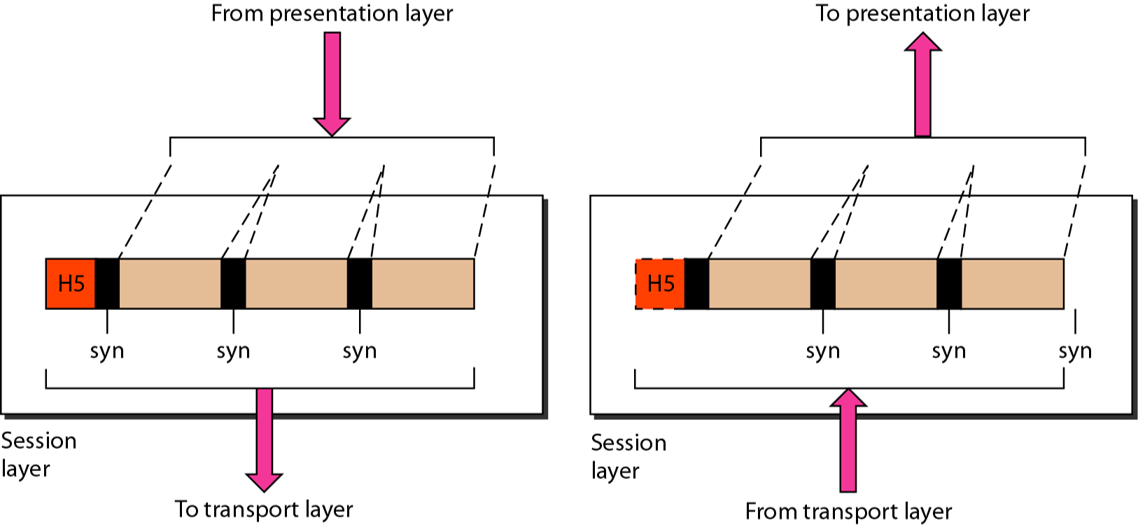 From presentation layer
To presentation layer
H5
H5
syn syn syn
syn syn syn
Session
layer
Session
layer
To transport layer
From transport layer